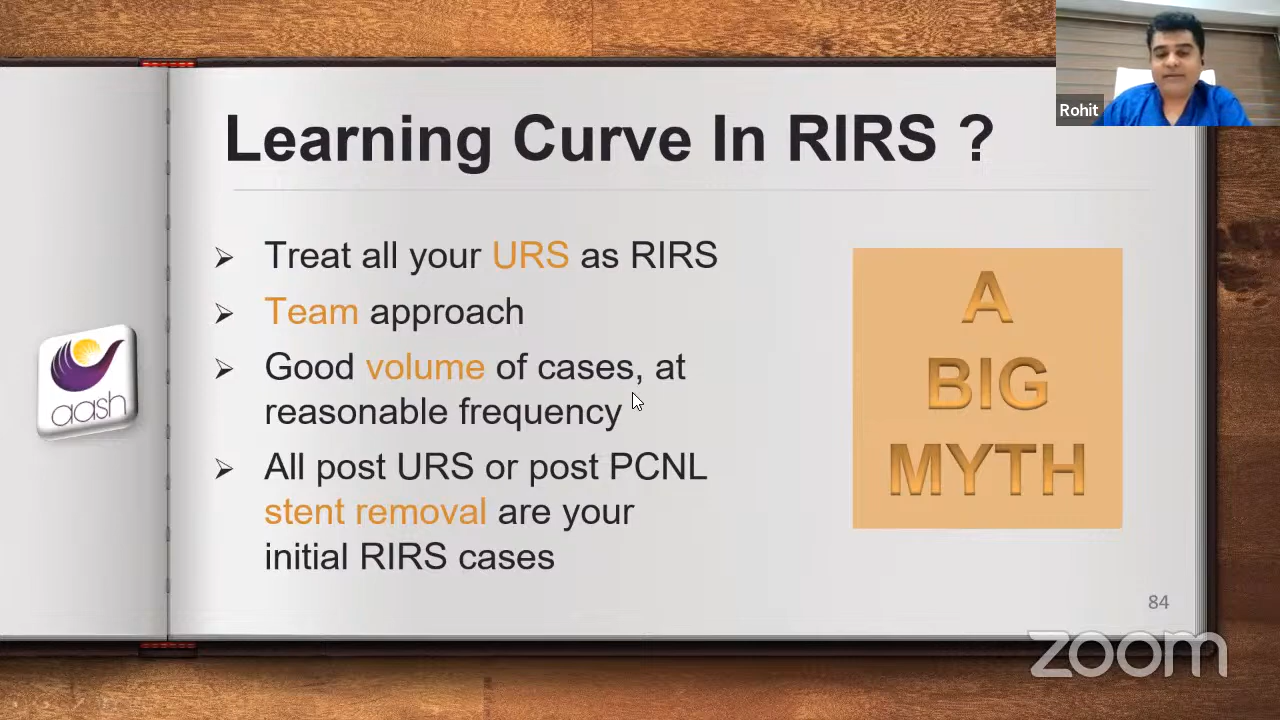 Rohit
Learning Curve In RIRS ?
Treat all your URS as RIRS
Team approach
Good volume of cases, at
reasonable frequency
All post URS or post PCNL
stent removal are your
initial RIRS cases
A
BIG
MYTH
aash
84
zoom